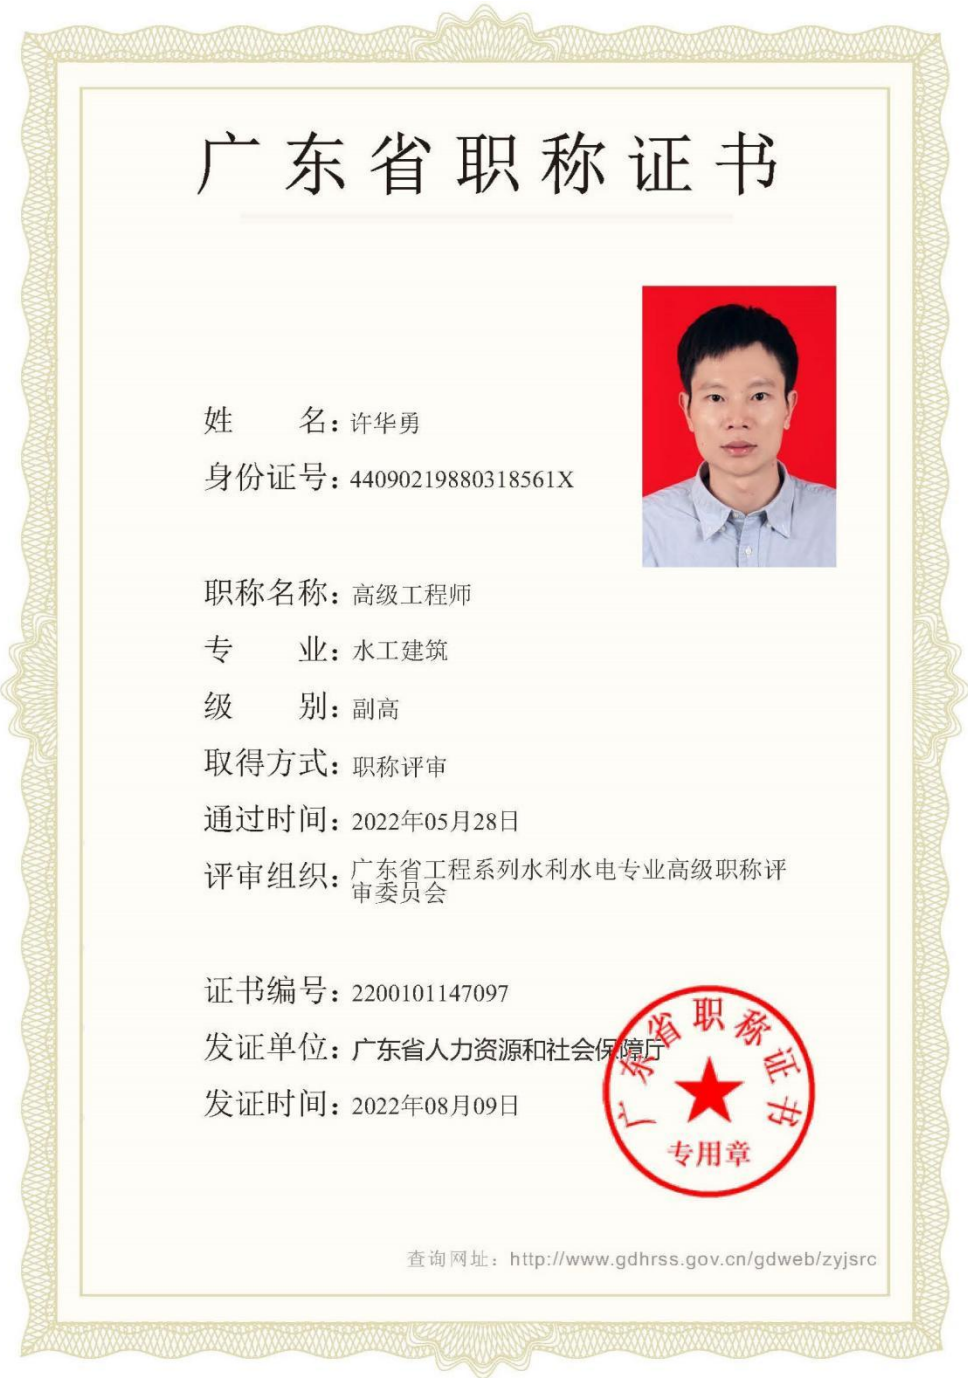 广东省职称证书
姓 名：许华勇
身份证号：44090219880318561X
职称名称：高级工程师
专 业：水工建筑
级 别：副高
取得方式：职称评审
通过时间：2022年05月28日
评审组织：广东省工程系列水利水电专业高级职称评
审委员会
证书编号：2200101147097
发证单位：广东省人力资源和社会保障厅
发证时间：2022年08月09日
广东省职称证书
专用章
查询网址：http://www.gdhrss.gov.cn/gdweb/zyjsrc